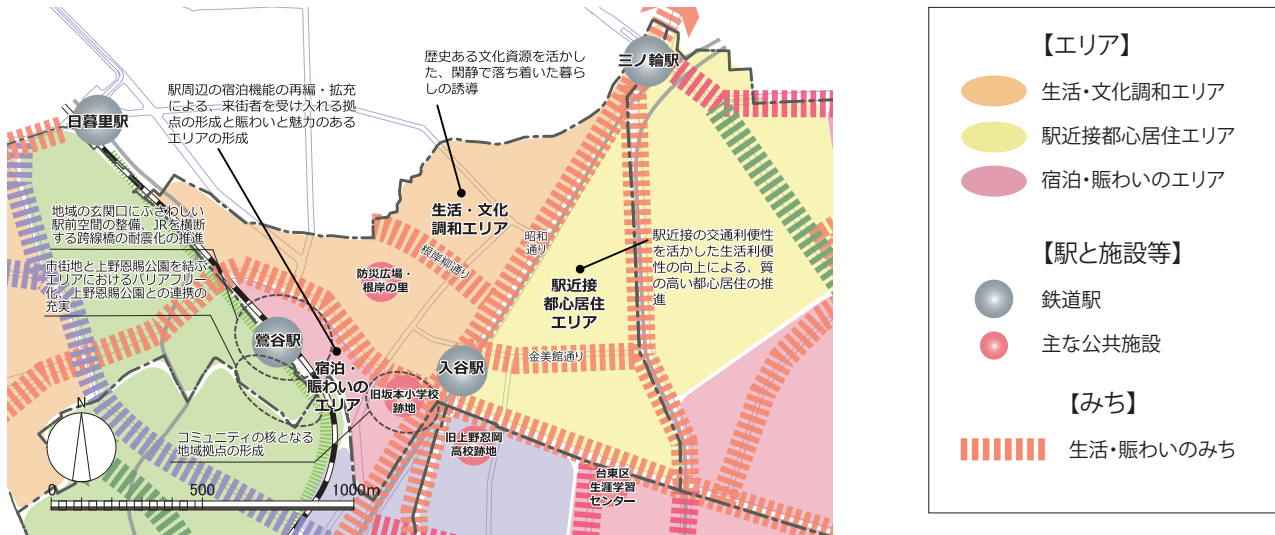 三ノ輪駅
歴史ある文化資源を活かし
た、閑静で落ち着いた暮ら
しの誘導
駅周辺の宿泊機能の再編・拡充
による、来街者を受け入れる拠
点の形成と賑わいと魅力のある
エリアの形成
日暮里駅
生活・文化
調和エリア
地域の玄関口にふさわしい
駅前空間の整備、JRを横断
する跨線橋の耐震化の推進
昭和
通り
駅近接の交通利便性
を活かした生活利便
性の向上による、質
の高い都心居住の推
進
根岸柳通り
市街地と上野恩賜公園を結ぶ
エリアにおけるバリアフリー
化、上野恩賜公園との連携の
充実
防災広場・
根岸の里
駅近接
都心居住
エリア
鶯谷駅
入谷駅
金美館通り
宿泊・
賑わいの
エリア
旧坂本小学校
跡地
N
コミュニティの核となる
地域拠点の形成
旧上野忍岡
高校跡地
台東区
生涯学習
センター
0 500 1000m
【エリア】
生活・文化調和エリア
駅近接都心居住エリア
宿泊・賑わいのエリア
【駅と施設等】
鉄道駅
主な公共施設
【みち】
生活・賑わいのみち